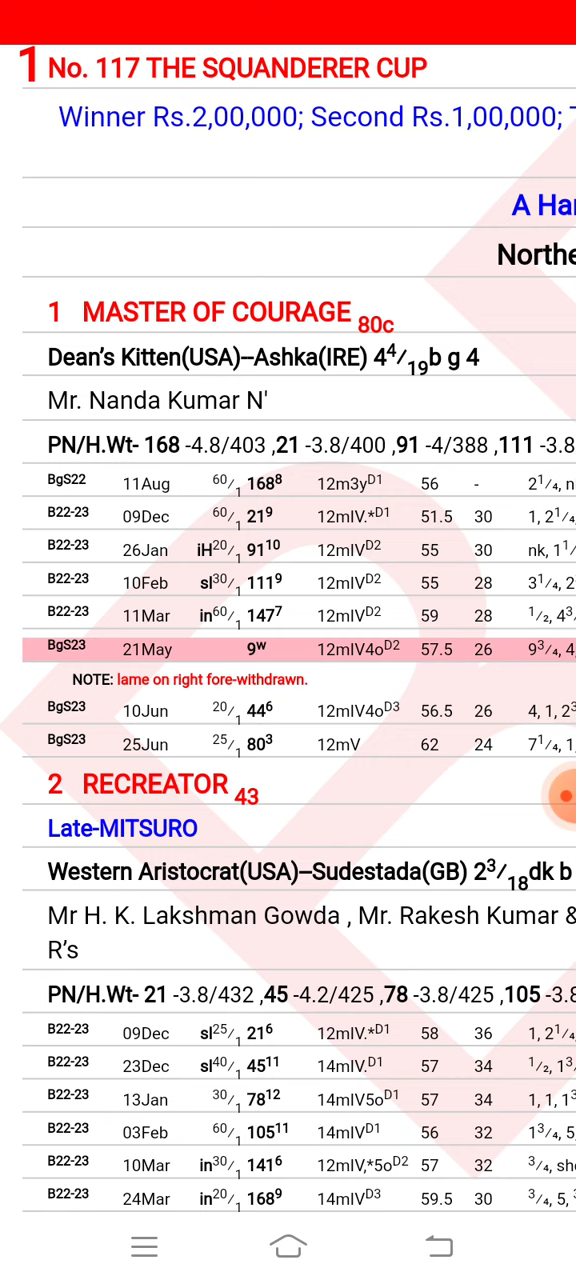 1 No. 117 THE SQUANDERER CUP
Winner Rs.2,00,000; Second Rs.1,00,000;
A Har
Northe
1 MASTER OF COURAGE 80c
Dean's Kitten(USA)–Ashka(IRE) 4⁴/₁₉b g 4
Mr. Nanda Kumar N'
PN/H.Wt- 168 -4.8/403 ,21 -3.8/400 ,91 -4/388 ,111 -3.8
BgS22 11Aug ⁶⁰/₁ 168⁸ 12m3yᴰ¹ 56 - 2¹/₄, n
B22-23 09Dec ⁶⁰/₁ 21⁹ 12mIV.*ᴰ¹ 51.5 30 1, 2¹/₄
B22-23 26Jan iH²⁰/₁ 91¹⁰ 12mIVᴰ² 55 30 nk, 1¹/
B22-23 10Feb sl³⁰/₁ 111⁹ 12mIVᴰ² 55 28 3¹/₄, 2
B22-23 11Mar in⁶⁰/₁ 147⁷ 12mIVᴰ² 59 28 ¹/₂, 4³
BgS23 21May 9ʷ 12mIV4oᴰ² 57.5 26 9³/₄, 4,
NOTE: lame on right fore-withdrawn.
BgS23 10Jun ²⁰/₁ 44⁶ 12mIV4oᴰ³ 56.5 26 4, 1, 2³
BgS23 25Jun ²⁵/₁ 80³ 12mV 62 24 7¹/₄, 1
2 RECREATOR 43
Late-MITSURO
Western Aristocrat(USA)–Sudestada(GB) 2³/₁₈dk b
Mr H. K. Lakshman Gowda , Mr. Rakesh Kumar &
R's
PN/H.Wt- 21 -3.8/432 ,45 -4.2/425 ,78 -3.8/425 ,105 -3.8
B22-23 09Dec sl²⁵/₁ 21⁶ 12mIV.*ᴰ¹ 58 36 1, 2¹/₄
B22-23 23Dec sl⁴⁰/₁ 45¹¹ 14mIV.ᴰ¹ 57 34 ¹/₂, 1³
B22-23 13Jan ³⁰/₁ 78¹² 14mIV5oᴰ¹ 57 34 1, 1, 1³
B22-23 03Feb ⁶⁰/₁ 105¹¹ 14mIVᴰ¹ 56 32 1³/₄, 5,
B22-23 10Mar in³⁰/₁ 141⁶ 12mIV,*5oᴰ² 57 32 ³/₄, sh
B22-23 24Mar in²⁰/₁ 168⁹ 14mIVᴰ³ 59.5 30 ³/₄, 5,